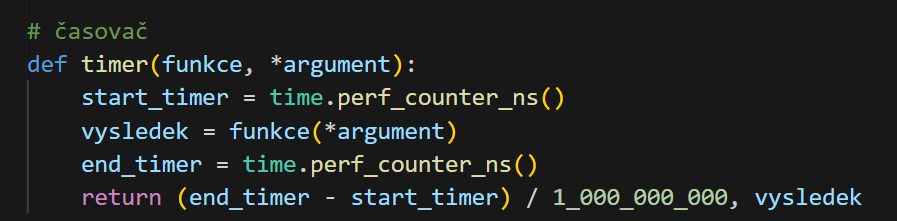 # časovač
def timer(funkce, *argument):
    start_timer = time.perf_counter_ns()
    vysledek = funkce(*argument)
    end_timer = time.perf_counter_ns()
    return (end_timer - start_timer) / 1_000_000_000, vysledek